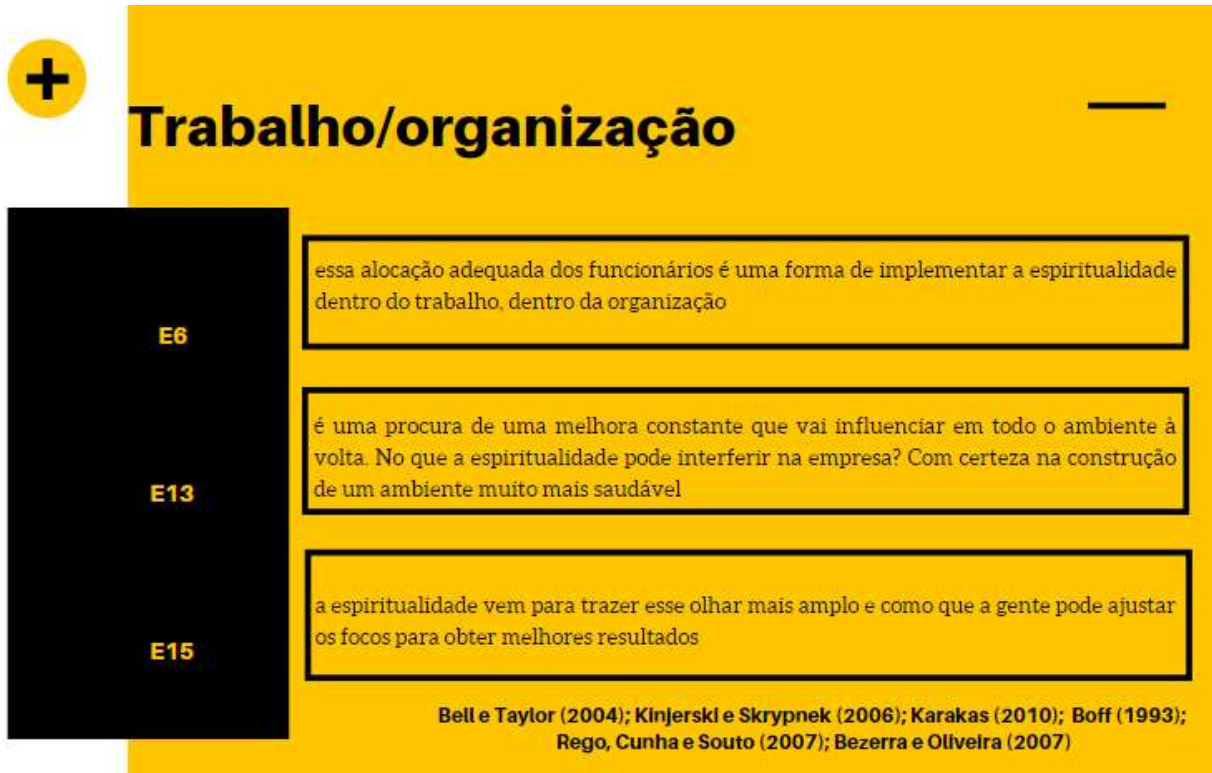 +
Trabalho/organização
E6
essa alocação adequada dos funcionários é uma forma de implementar a espiritualidade
dentro do trabalho, dentro da organização
E13
é uma procura de uma melhora constante que vai influenciar em todo o ambiente à
volta. No que a espiritualidade pode interferir na empresa? Com certeza na construção
de um ambiente muito mais saudável
E15
a espiritualidade vem para trazer esse olhar mais amplo e como que a gente pode ajustar
os focos para obter melhores resultados
Bell e Taylor (2004); Kinjerski e Skrypnek (2006); Karakas (2010); Boff (1993);
Rego, Cunha e Souto (2007); Bezerra e Oliveira (2007)